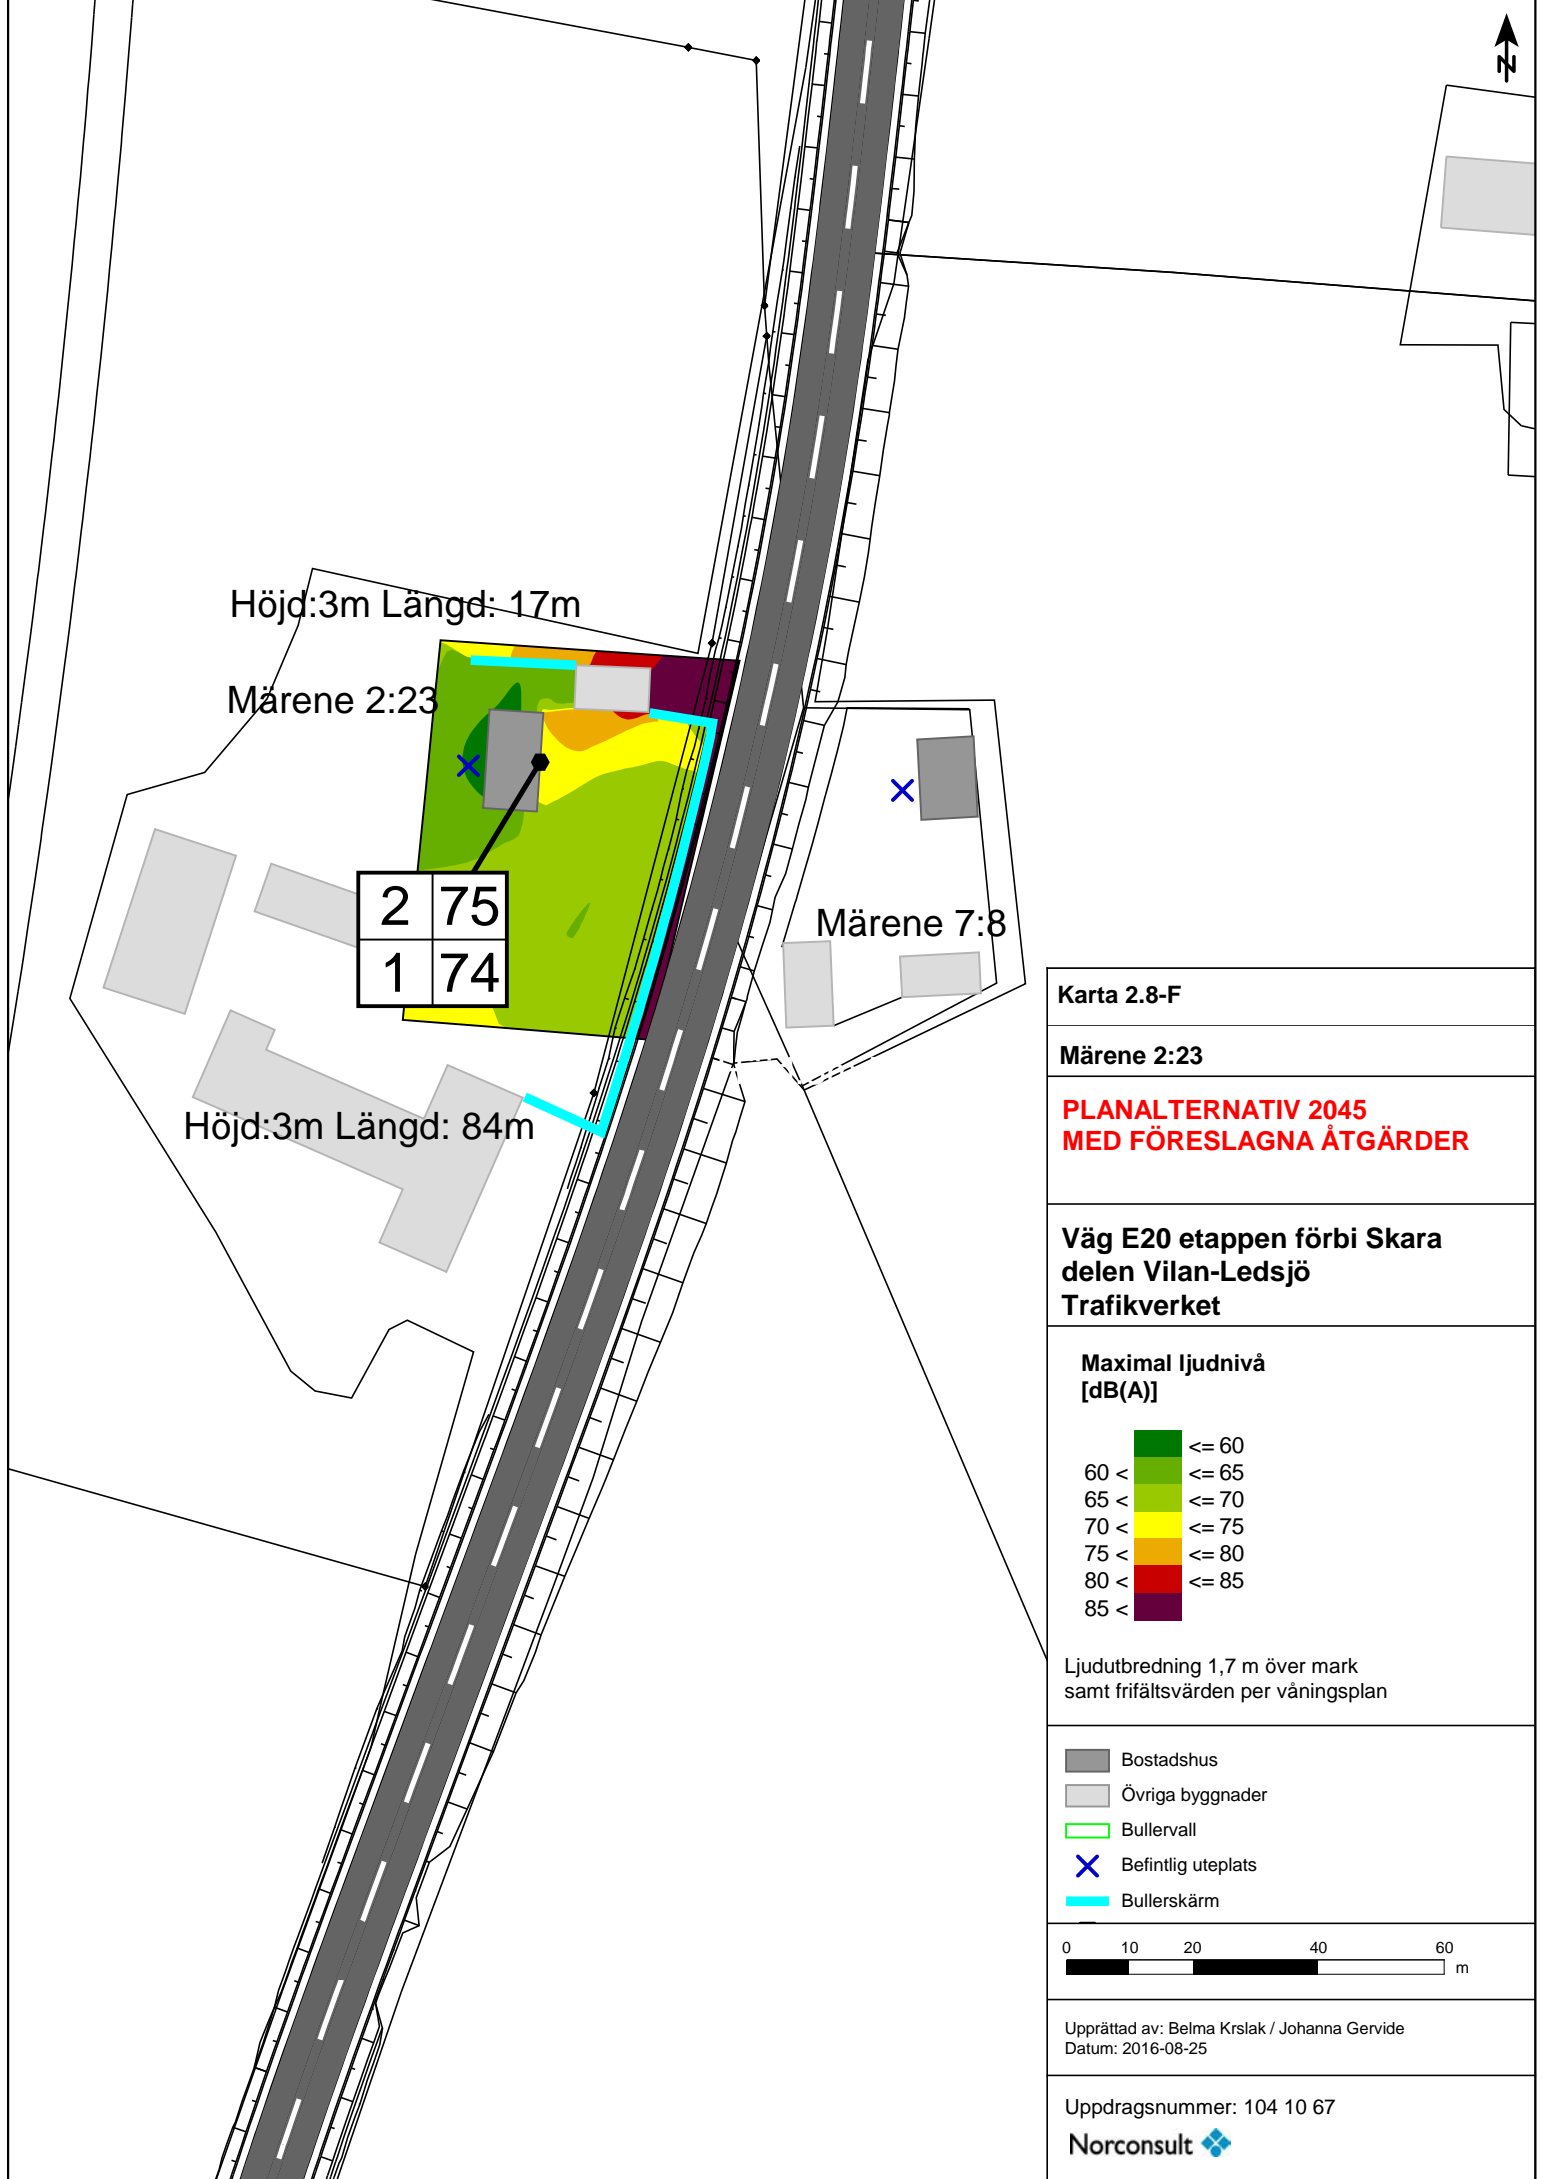 N
Höjd:3m Längd: 17m
Märene 2:23
2 75
1 74
Märene 7:8
Höjd:3m Längd: 84m
Karta 2.8-F
Märene 2:23
PLANALTERNATIV 2045
MED FÖRESLAGNA ÅTGÄRDER
Väg E20 etappen förbi Skara
delen Vilan-Ledsjö
Trafikverket
Maximal ljudnivå
[dB(A)]
<= 60
60 < <= 65
65 < <= 70
70 < <= 75
75 < <= 80
80 < <= 85
85 <
Ljudutbredning 1,7 m över mark
samt frifältsvärden per våningsplan
Bostadshus
Övriga byggnader
Bullervall
Befintlig uteplats
Bullerskärm
0 10 20 40 60
m
Upprättad av: Belma Krslak / Johanna Gervide
Datum: 2016-08-25
Uppdragsnummer: 104 10 67
Norconsult